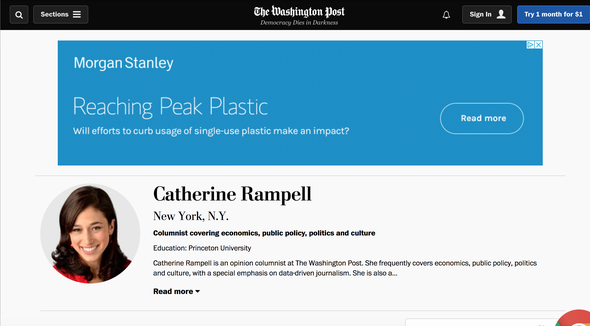 Sections
The Washington Post
Democracy Dies in Darkness
Sign In
Try 1 month for $1
Morgan Stanley
Reaching Peak Plastic
Will efforts to curb usage of single-use plastic make an impact?
Read more
Catherine Rampell
New York, N.Y.
Columnist covering economics, public policy, politics and culture
Education: Princeton University
Catherine Rampell is an opinion columnist at The Washington Post. She frequently covers economics, public policy, politics
and culture, with a special emphasis on data-driven journalism. She is also a...
Read more